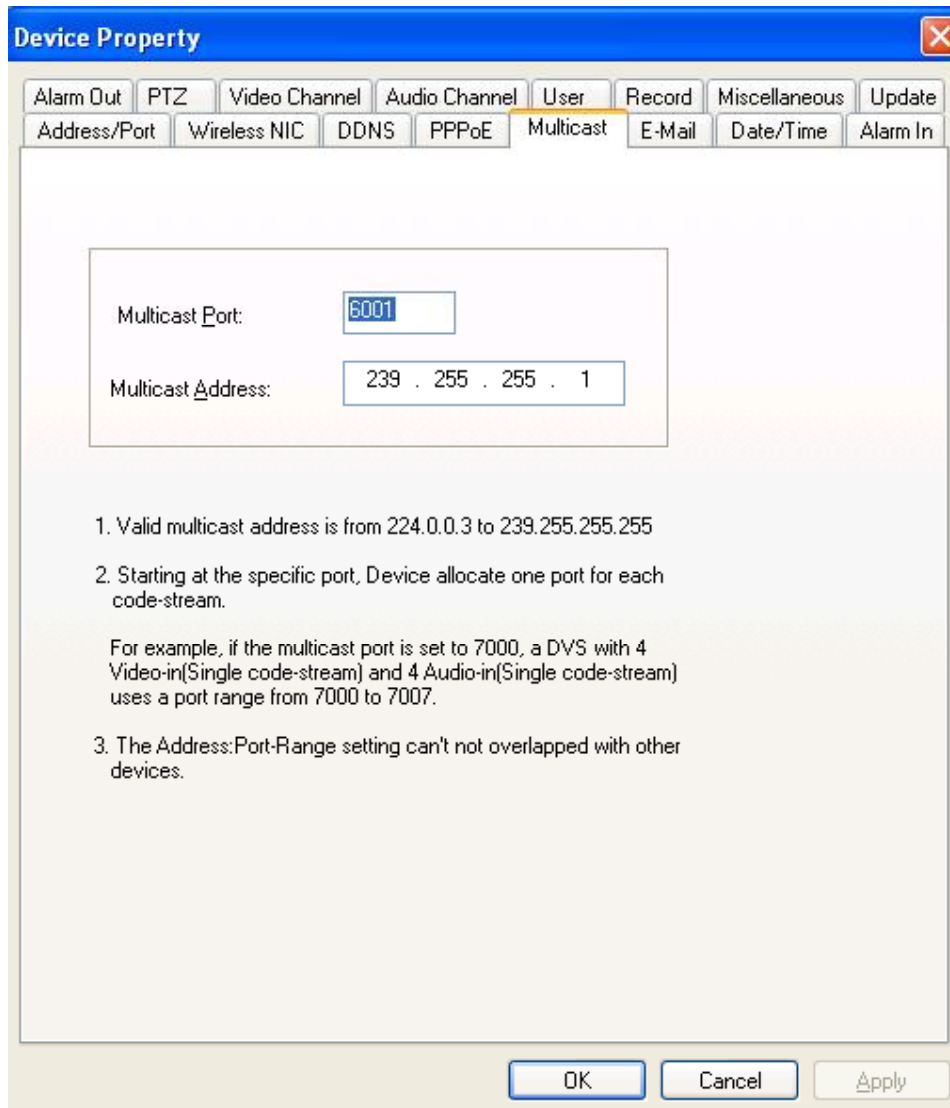 Device Property
Alarm Out PTZ Video Channel Audio Channel User Record Miscellaneous Update
Address/Port Wireless NIC DDNS PPPoE Multicast E-Mail Date/Time Alarm In
Multicast Port: 6001
Multicast Address: 239 . 255 . 255 . 1
1. Valid multicast address is from 224.0.0.3 to 239.255.255.255
2. Starting at the specific port, Device allocate one port for each
code-stream.
For example, if the multicast port is set to 7000, a DVS with 4
Video-in(Single code-stream) and 4 Audio-in(Single code-stream)
uses a port range from 7000 to 7007.
3. The Address:Port-Range setting can't not overlapped with other
devices.
OK Cancel Apply